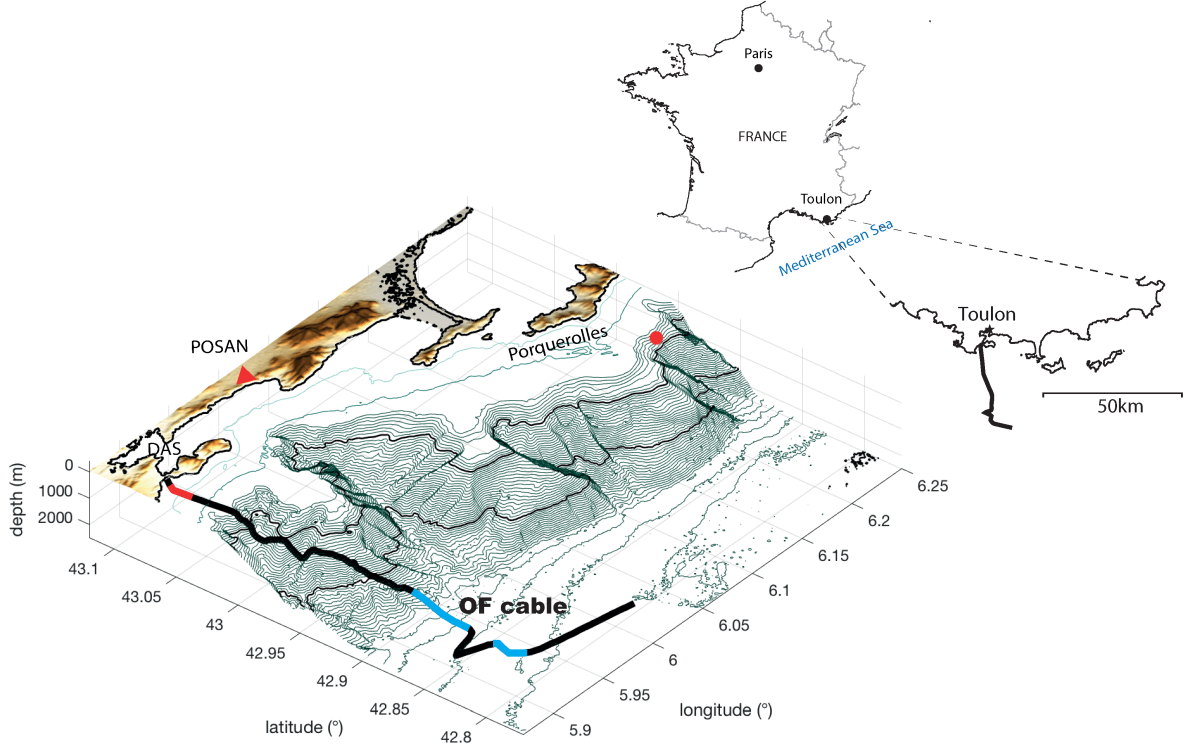 Paris
FRANCE
Toulon
Mediterranean Sea
Toulon
50km
POSAN
Porquerolles
DAS
OF cable
0
1000
2000
depth (m)
43.1
43.05
43
42.95
42.9
42.85
42.8
latitude (°)
6.25
6.2
6.15
6.1
6.05
6
5.95
5.9
longitude (°)